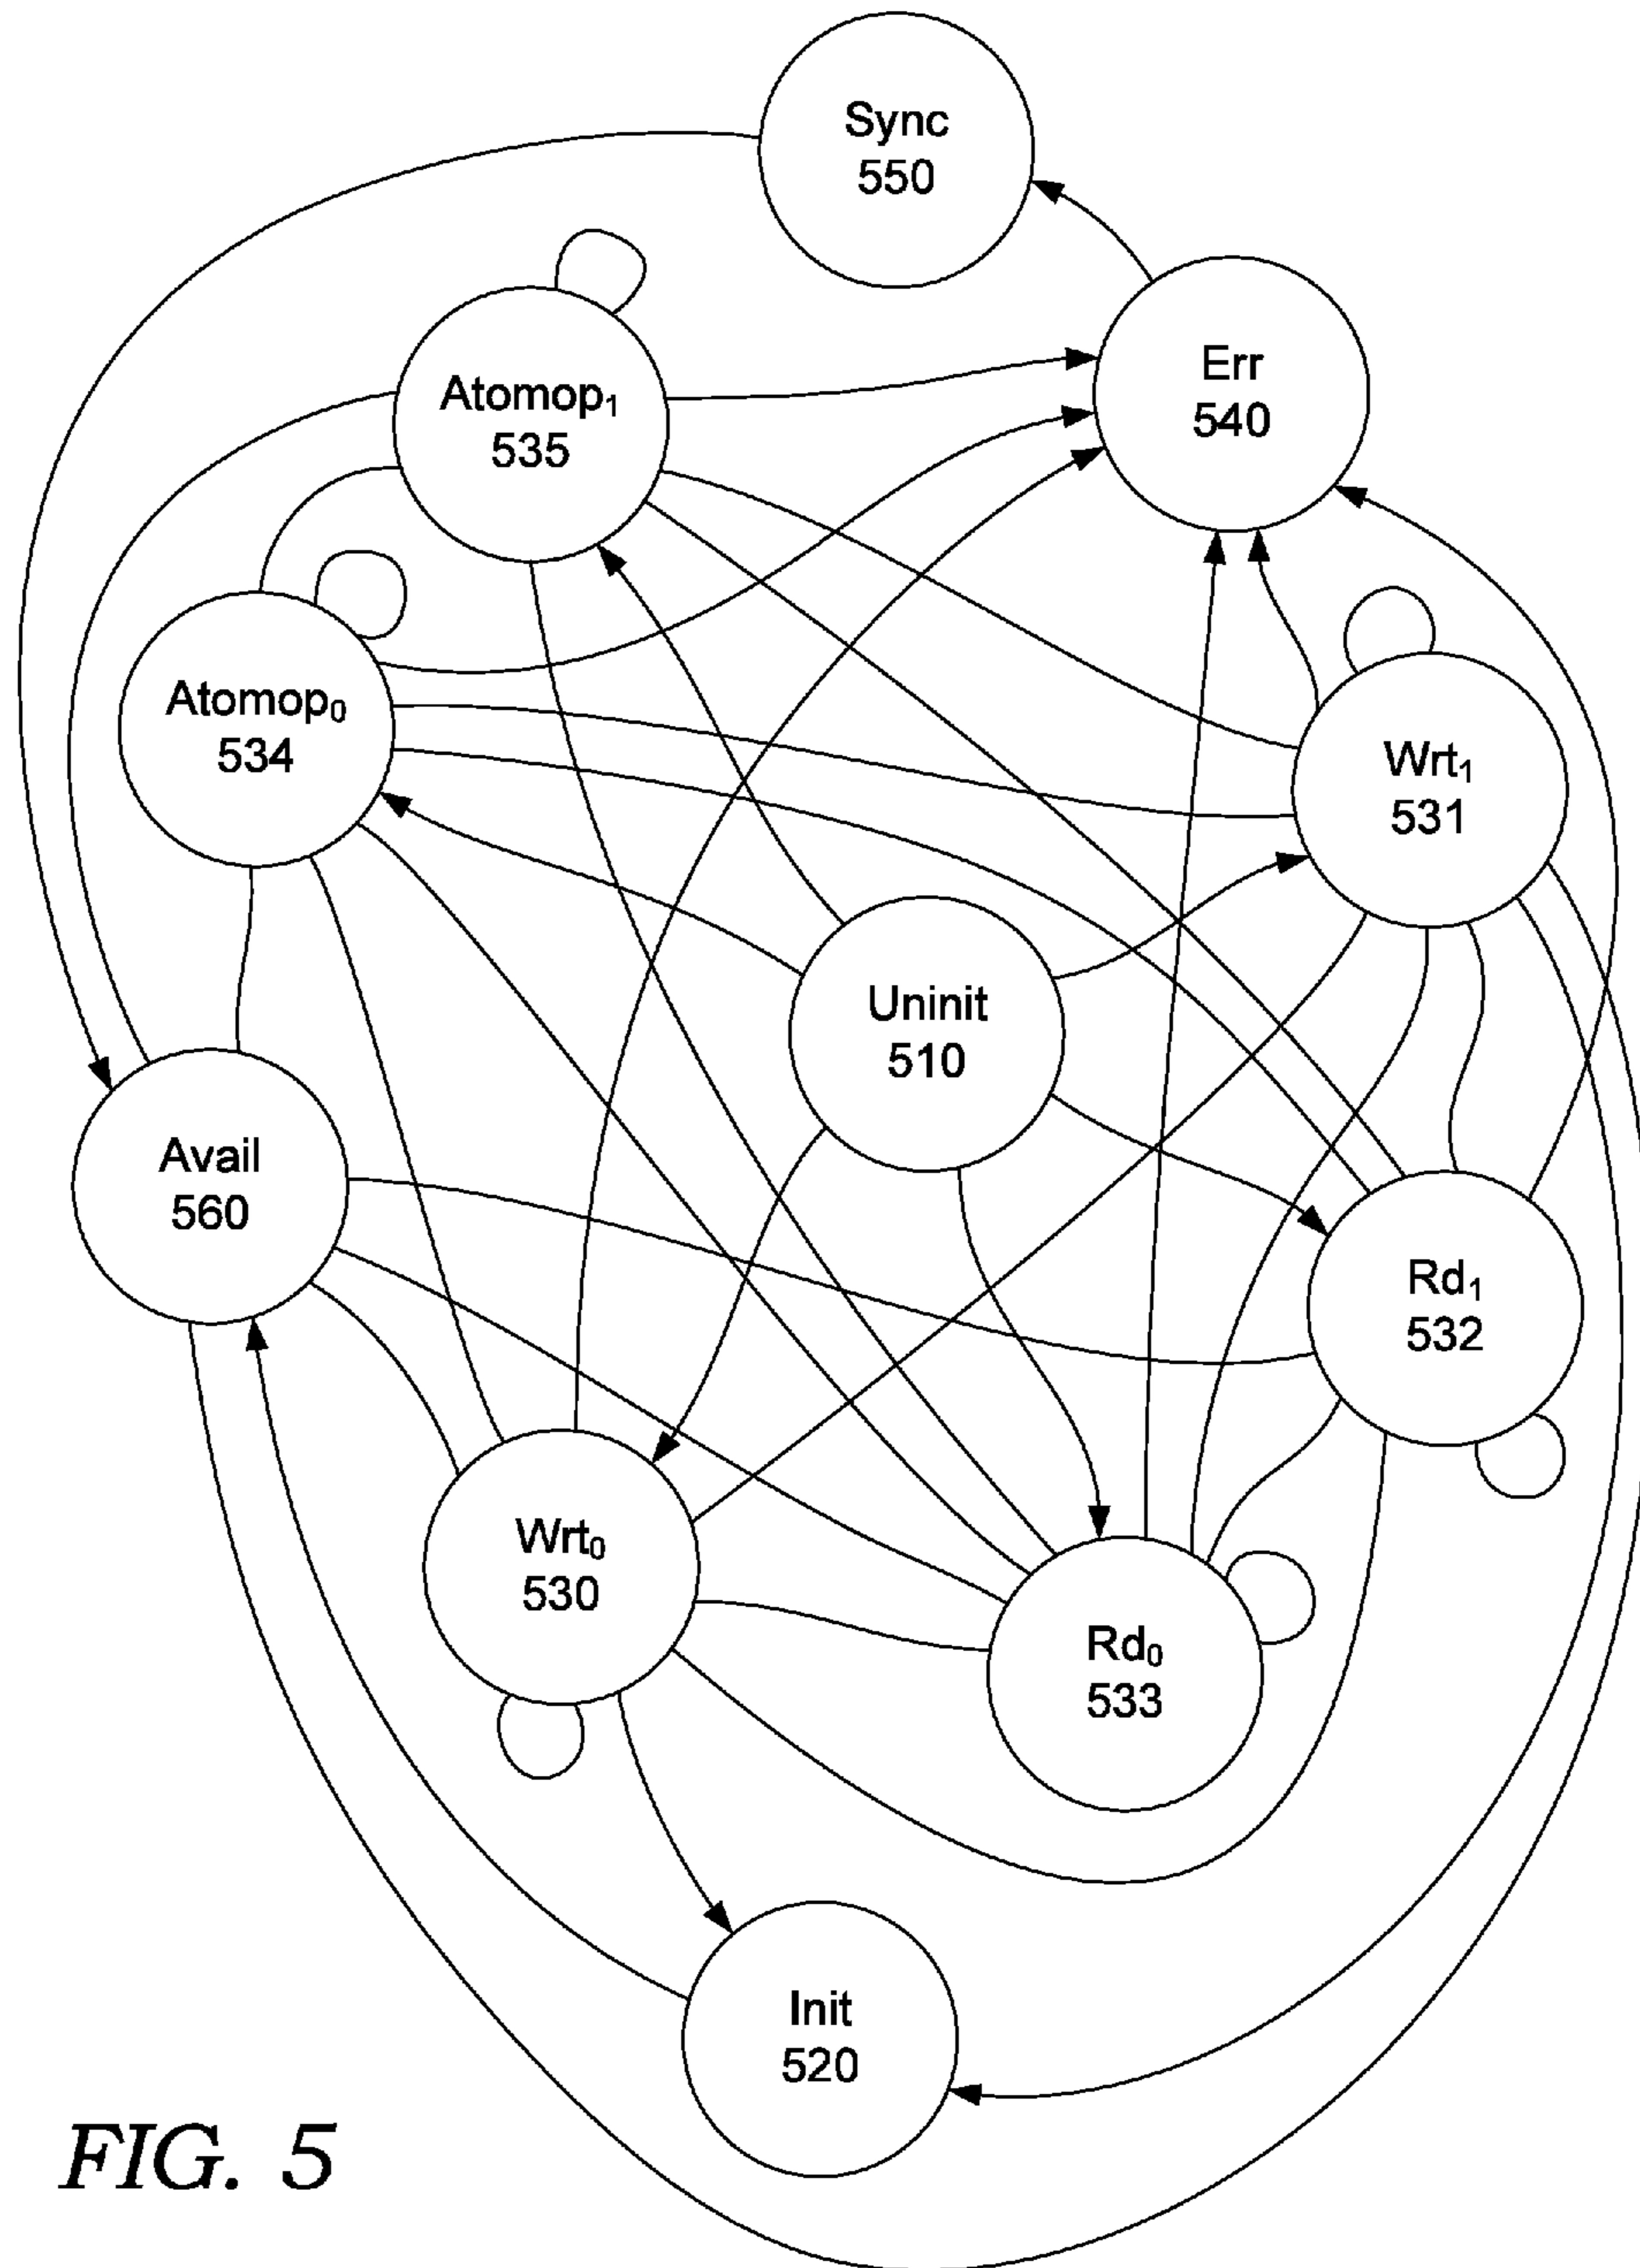 Sync
550
Err
540
Atomop₁
535
Atomop₀
534
Wrt₁
531
Uninit
510
Avail
560
Rd₁
532
Wrt₀
530
Rd₀
533
Init
520
FIG. 5